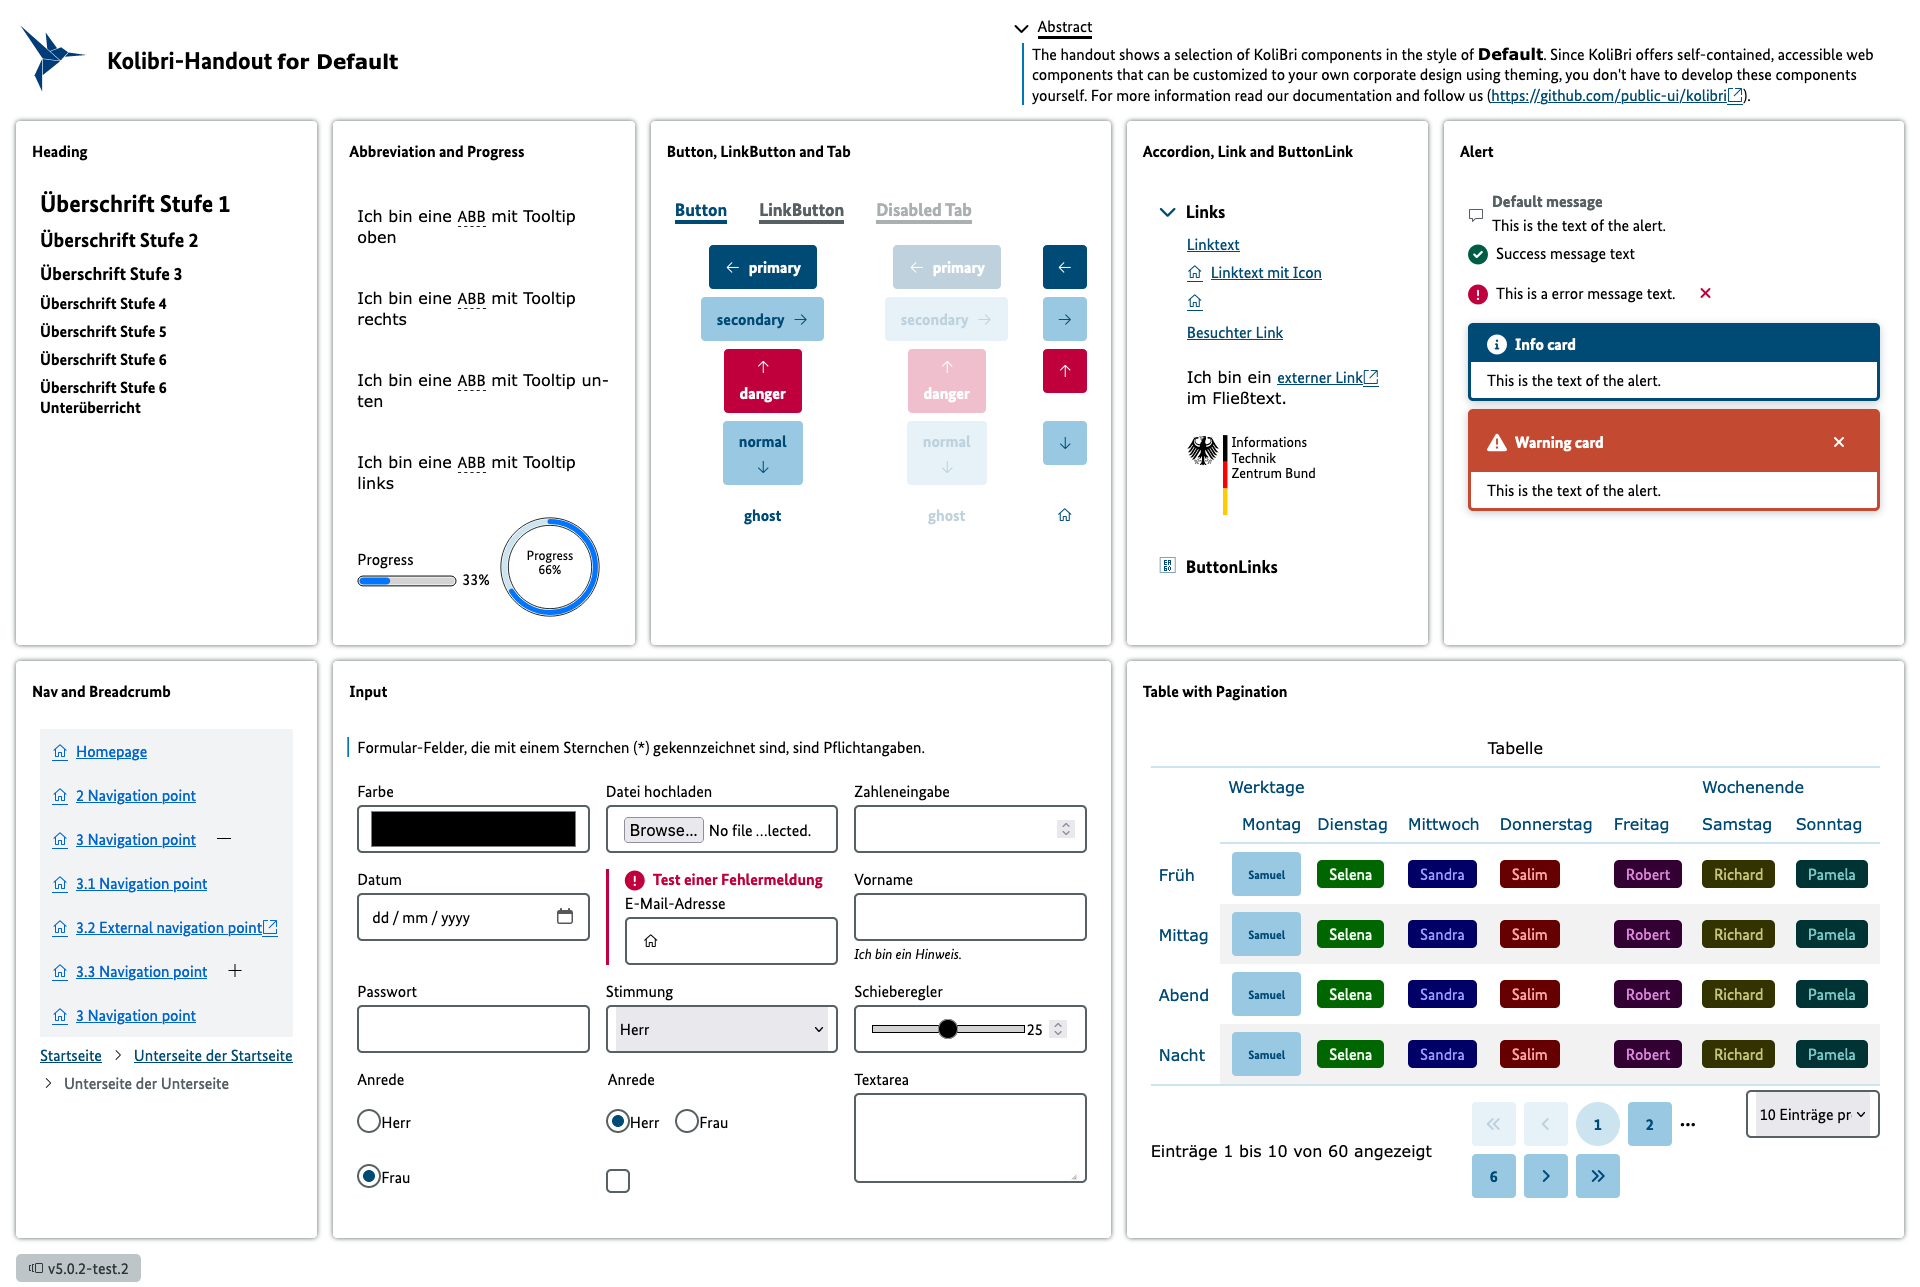 Kolibri-Handout for Default
Abstract
The handout shows a selection of KoliBri components in the style of Default. Since KoliBri offers self-contained, accessible web
components that can be customized to your own corporate design using theming, you don't have to develop these components
yourself. For more information read our documentation and follow us (https://github.com/public-ui/kolibri).
Heading
Überschrift Stufe 1
Überschrift Stufe 2
Überschrift Stufe 3
Überschrift Stufe 4
Überschrift Stufe 5
Überschrift Stufe 6
Überschrift Stufe 6
Unterüberricht
Abbreviation and Progress
Ich bin eine ABB mit Tooltip
oben
Ich bin eine ABB mit Tooltip
rechts
Ich bin eine ABB mit Tooltip un-
ten
Ich bin eine ABB mit Tooltip
links
Progress
33%
Progress
66%
Button, LinkButton and Tab
Button LinkButton Disabled Tab
← primary ← primary ←
secondary → secondary → →
↑ ↑ ↑
danger danger
normal normal ↓
↓ ↓
ghost ghost
Accordion, Link and ButtonLink
Links
Linktext
Linktext mit Icon
Besuchter Link
Ich bin ein externer Link
im Fließtext.
Informations
Technik
Zentrum Bund
ButtonLinks
Alert
Default message
This is the text of the alert.
Success message text
This is a error message text.
Info card
This is the text of the alert.
Warning card
This is the text of the alert.
Nav and Breadcrumb
Homepage
2 Navigation point
3 Navigation point
3.1 Navigation point
3.2 External navigation point
3.3 Navigation point
3 Navigation point
Startseite > Unterseite der Startseite
> Unterseite der Unterseite
Input
Formular-Felder, die mit einem Sternchen (*) gekennzeichnet sind, sind Pflichtangaben.
Farbe
Datei hochladen
Browse... No file ...lected.
Zahleneingabe
Datum
dd / mm / yyyy
Test einer Fehlermeldung
E-Mail-Adresse
Vorname
Ich bin ein Hinweis.
Passwort
Stimmung
Herr
Schieberegler
25
Anrede
Herr
Frau
Anrede
Herr Frau
Textarea
Table with Pagination
Tabelle
Werktage Wochenende
Montag Dienstag Mittwoch Donnerstag Freitag Samstag Sonntag
Früh Samuel Selena Sandra Salim Robert Richard Pamela
Mittag Samuel Selena Sandra Salim Robert Richard Pamela
Abend Samuel Selena Sandra Salim Robert Richard Pamela
Nacht Samuel Selena Sandra Salim Robert Richard Pamela
Einträge 1 bis 10 von 60 angezeigt
« ‹ 1 2 ...
6 › »
10 Einträge pr
v5.0.2-test.2